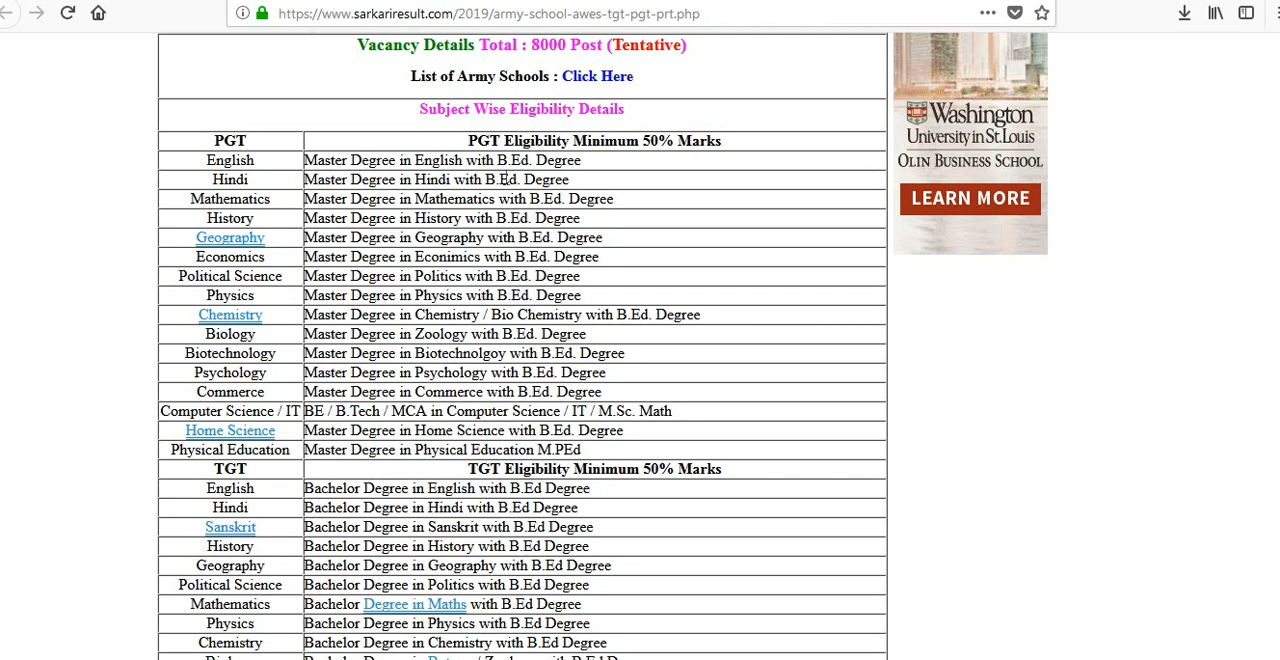 https://www.sarkariresult.com/2019/army-school-awes-tgt-pgt-prt.php
Vacancy Details Total : 8000 Post (Tentative)
List of Army Schools : Click Here
Subject Wise Eligibility Details
PGT PGT Eligibility Minimum 50% Marks
English Master Degree in English with B.Ed. Degree
Hindi Master Degree in Hindi with B.Ed. Degree
Mathematics Master Degree in Mathematics with B.Ed. Degree
History Master Degree in History with B.Ed. Degree
Geography Master Degree in Geography with B.Ed. Degree
Economics Master Degree in Econimics with B.Ed. Degree
Political Science Master Degree in Politics with B.Ed. Degree
Physics Master Degree in Physics with B.Ed. Degree
Chemistry Master Degree in Chemistry / Bio Chemistry with B.Ed. Degree
Biology Master Degree in Zoology with B.Ed. Degree
Biotechnology Master Degree in Biotechnolgoy with B.Ed. Degree
Psychology Master Degree in Psychology with B.Ed. Degree
Commerce Master Degree in Commerce with B.Ed. Degree
Computer Science / IT BE / B.Tech / MCA in Computer Science / IT / M.Sc. Math
Home Science Master Degree in Home Science with B.Ed. Degree
Physical Education Master Degree in Physical Education M.PEd
TGT TGT Eligibility Minimum 50% Marks
English Bachelor Degree in English with B.Ed Degree
Hindi Bachelor Degree in Hindi with B.Ed Degree
Sanskrit Bachelor Degree in Sanskrit with B.Ed Degree
History Bachelor Degree in History with B.Ed Degree
Geography Bachelor Degree in Geography with B.Ed Degree
Political Science Bachelor Degree in Politics with B.Ed Degree
Mathematics Bachelor Degree in Maths with B.Ed Degree
Physics Bachelor Degree in Physics with B.Ed Degree
Chemistry Bachelor Degree in Chemistry with B.Ed Degree
Washington
University in St. Louis
OLIN BUSINESS SCHOOL
LEARN MORE